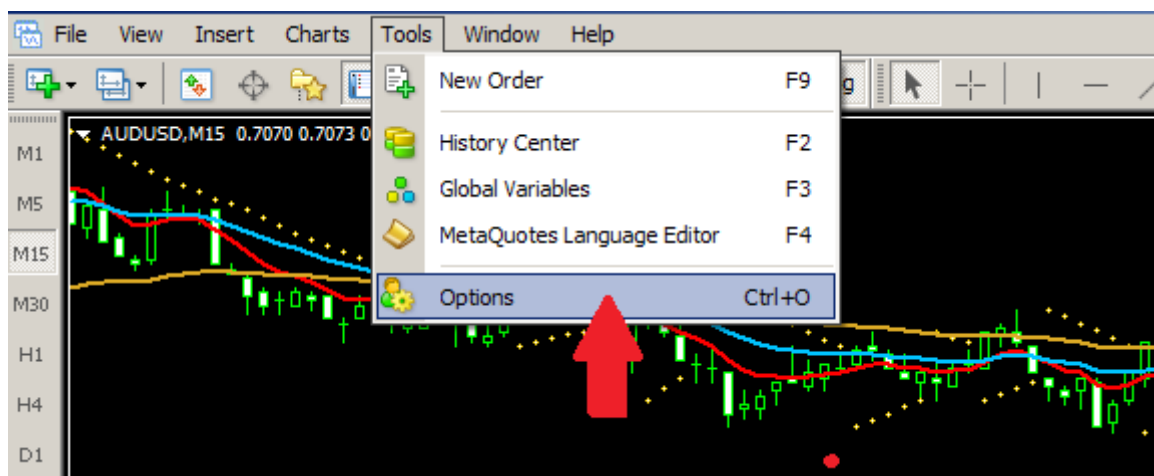 File View Insert Charts Tools Window Help
New Order F9
History Center F2
Global Variables F3
MetaQuotes Language Editor F4
Options Ctrl+O
AUDUSD,M15 0.7070 0.7073 0
M1
M5
M15
M30
H1
H4
D1